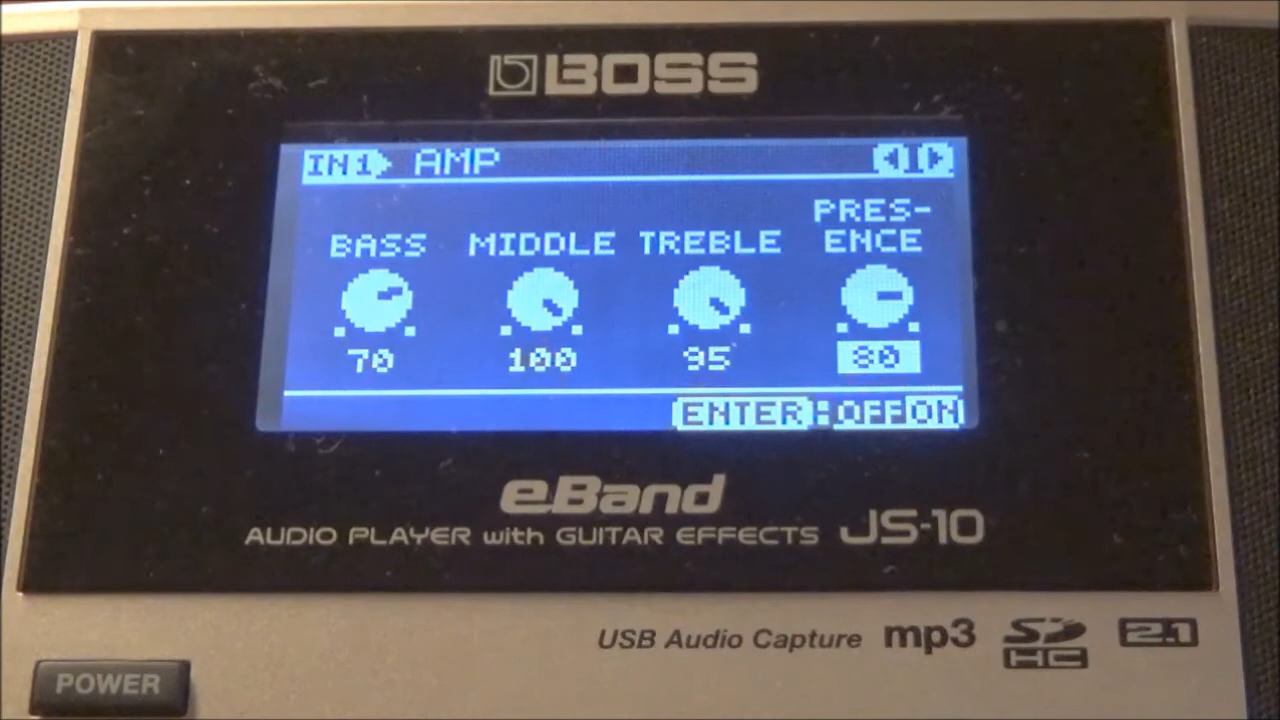 BOSS
IN1 AMP
BASS MIDDLE TREBLE PRES-
ENCE
70 100 95 80
ENTER:OFF ON
eBand
AUDIO PLAYER with GUITAR EFFECTS JS-10
USB Audio Capture mp3 SD HC 2.1
POWER